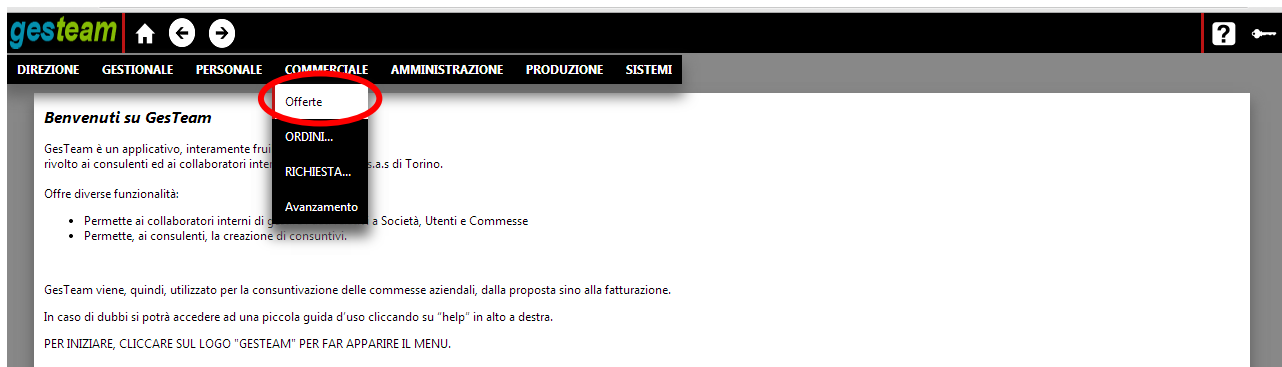 gesteam
?
DIREZIONE GESTIONALE PERSONALE COMMERCIALE AMMINISTRAZIONE PRODUZIONE SISTEMI
Offerte
ORDINI...
RICHIESTA...
Avanzamento
Benvenuti su GesTeam
GesTeam è un applicativo, interamente
rivolto ai consulenti ed ai collaboratori s.a.s di Torino.
Offre diverse funzionalità:
• Permette ai collaboratori interni di a Società, Utenti e Commesse
• Permette, ai consulenti, la creazione di consuntivi.
GesTeam viene, quindi, utilizzato per la consuntivazione delle commesse aziendali, dalla proposta sino alla fatturazione.
In caso di dubbi si potrà accedere ad una piccola guida d'uso cliccando su "help" in alto a destra.
PER INIZIARE, CLICCARE SUL LOGO "GESTEAM" PER FAR APPARIRE IL MENU.